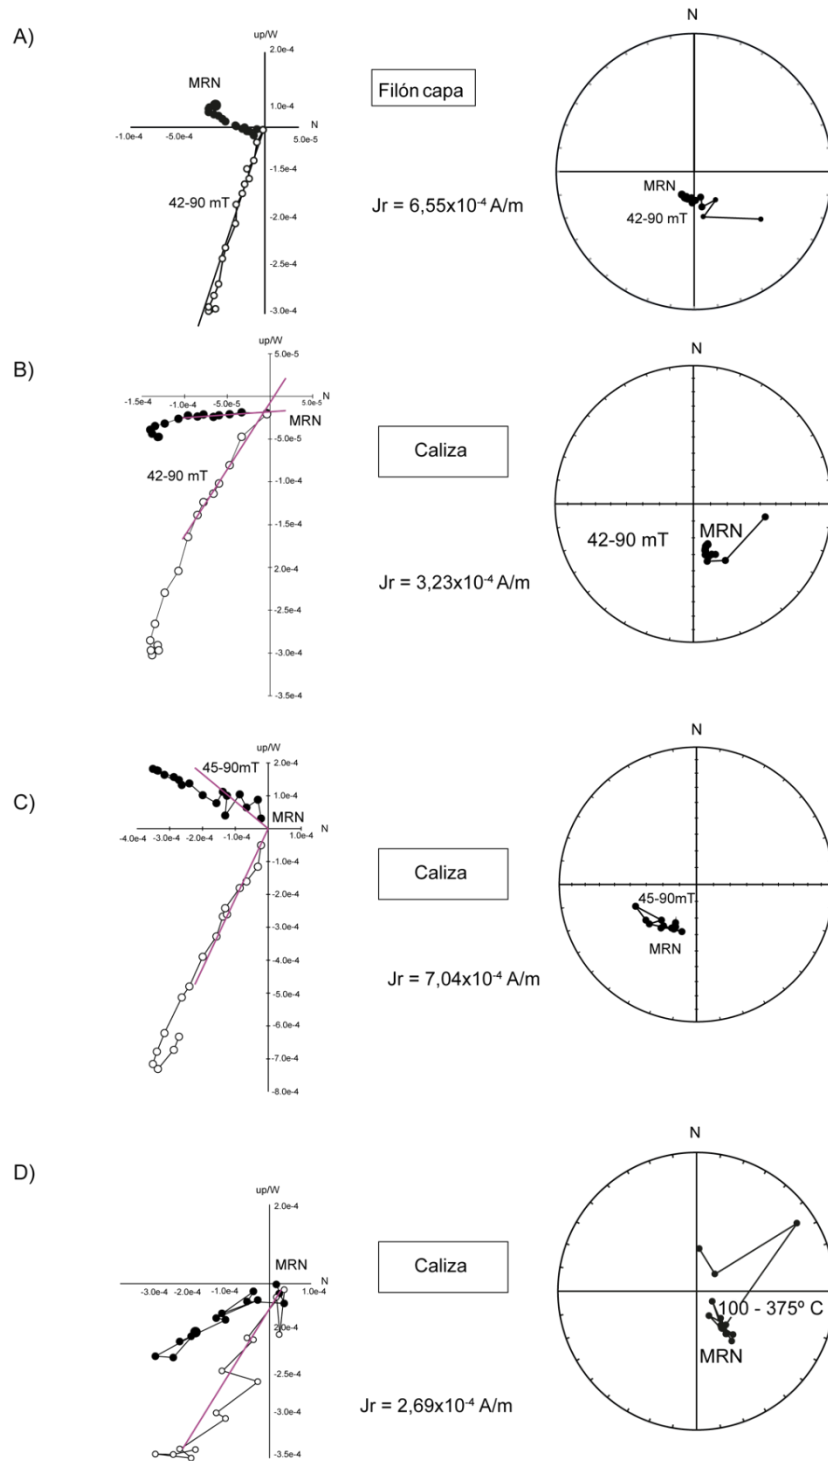 A)
up/W
2.0e-4
MRN
1.0e-4
N
-1.0e-4
-5.0e-4
5.0e-5
-1.5e-4
42-90 mT
-2.0e-4
-2.5e-4
-3.0e-4
Filón capa
Jr = 6,55x10⁻⁴ A/m
N
MRN
42-90 mT
B)
up/W
5.0e-5
N
-1.5e-4
-1.0e-4
-5.0e-5
5.0e-5
MRN
-5.0e-5
42-90 mT
-1.0e-4
-1.5e-4
-2.0e-4
-2.5e-4
-3.0e-4
-3.5e-4
Caliza
Jr = 3,23x10⁻⁴ A/m
N
42-90 mT
MRN
C)
up/W
45-90mT
2.0e-4
1.0e-4
MRN
N
-4.0e-4
-3.0e-4
-2.0e-4
-1.0e-4
1.0e-4
-1.0e-4
-2.0e-4
-3.0e-4
-4.0e-4
-5.0e-4
-6.0e-4
-7.0e-4
-8.0e-4
Caliza
Jr = 7,04x10⁻⁴ A/m
N
45-90mT
MRN
D)
up/W
2.0e-4
MRN
N
-3.0e-4
-2.0e-4
-1.0e-4
1.0e-4
2.0e-4
-2.5e-4
-3.0e-4
-3.5e-4
Caliza
Jr = 2,69x10⁻⁴ A/m
N
100 - 375º C
MRN